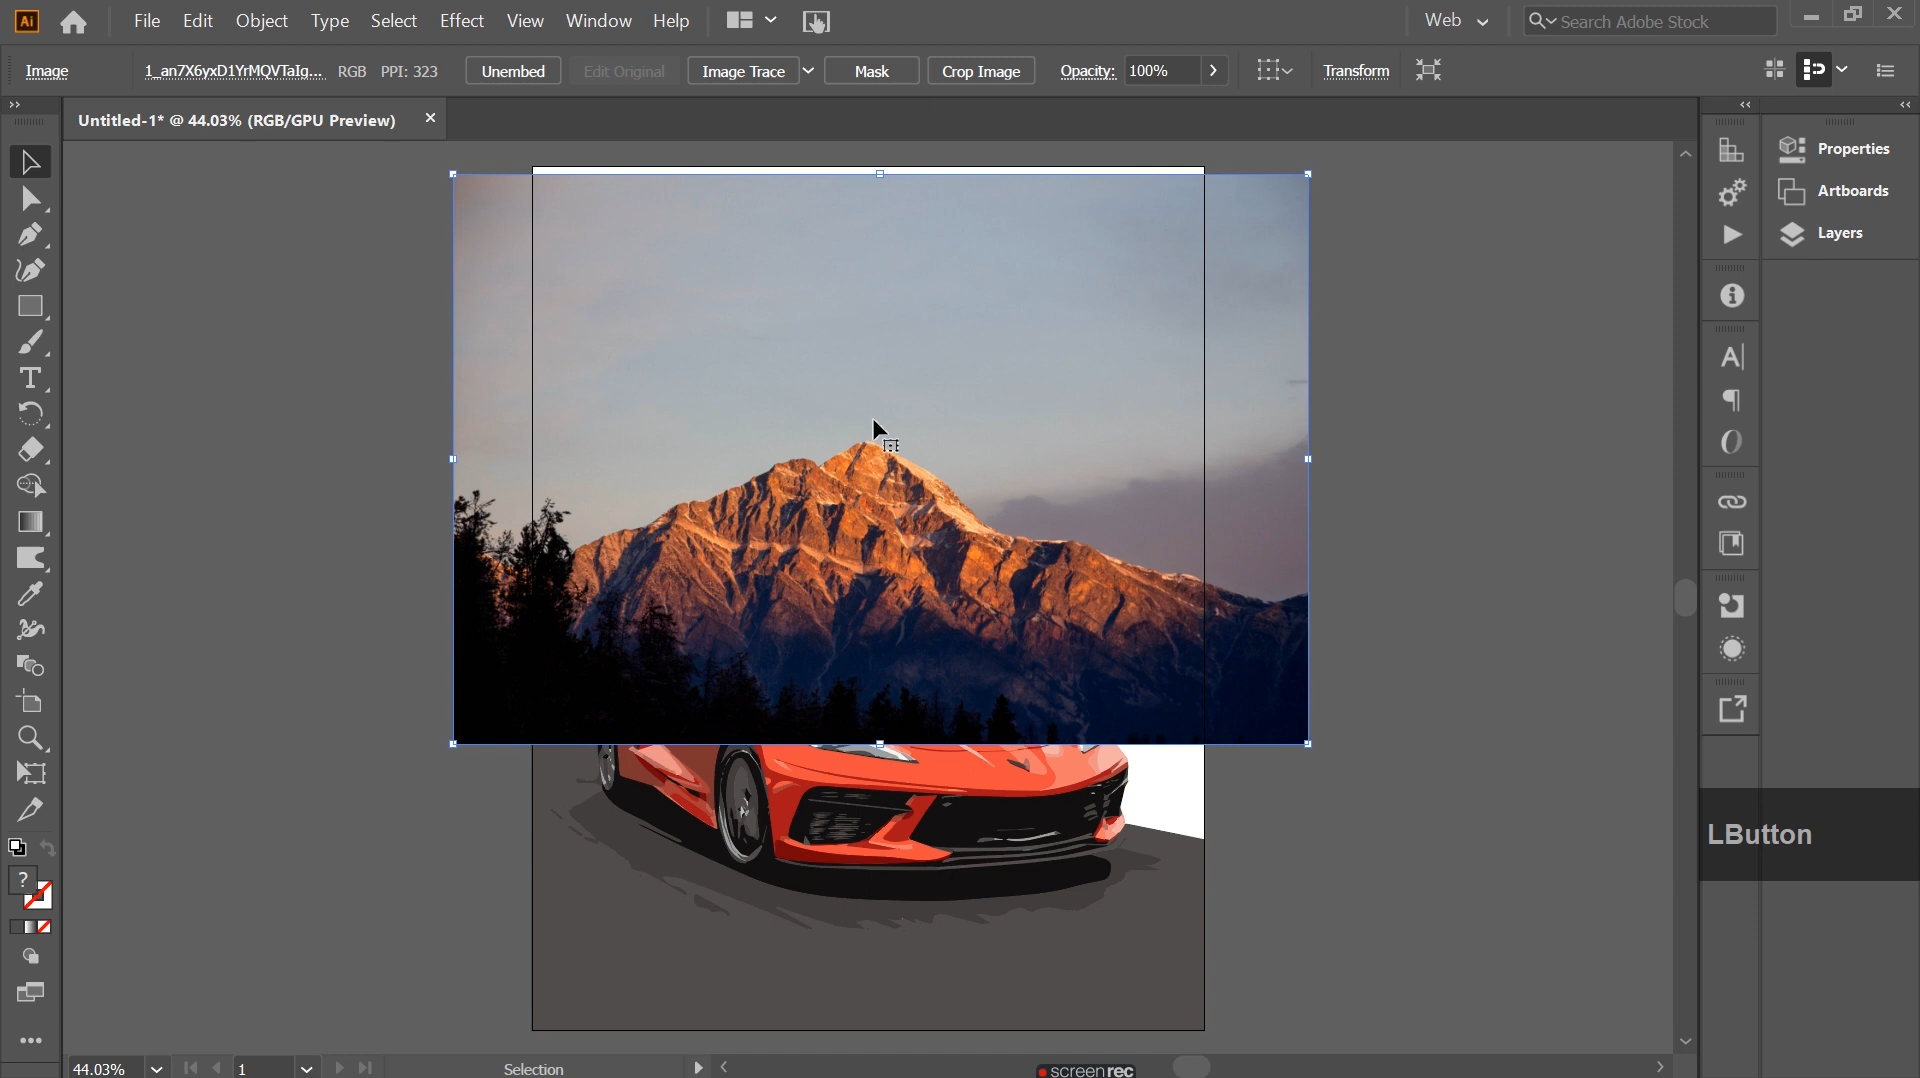 Ai File Edit Object Type Select Effect View Window Help Web Search Adobe Stock
Image 1_an7X6yxD1YrMQVTaIg... RGB PPI: 323 Unembed Edit Original Image Trace Mask Crop Image Opacity: 100% Transform
Untitled-1* @ 44.03% (RGB/GPU Preview)
Properties
Artboards
Layers
LButton
44.03% 1 Selection
screenrec